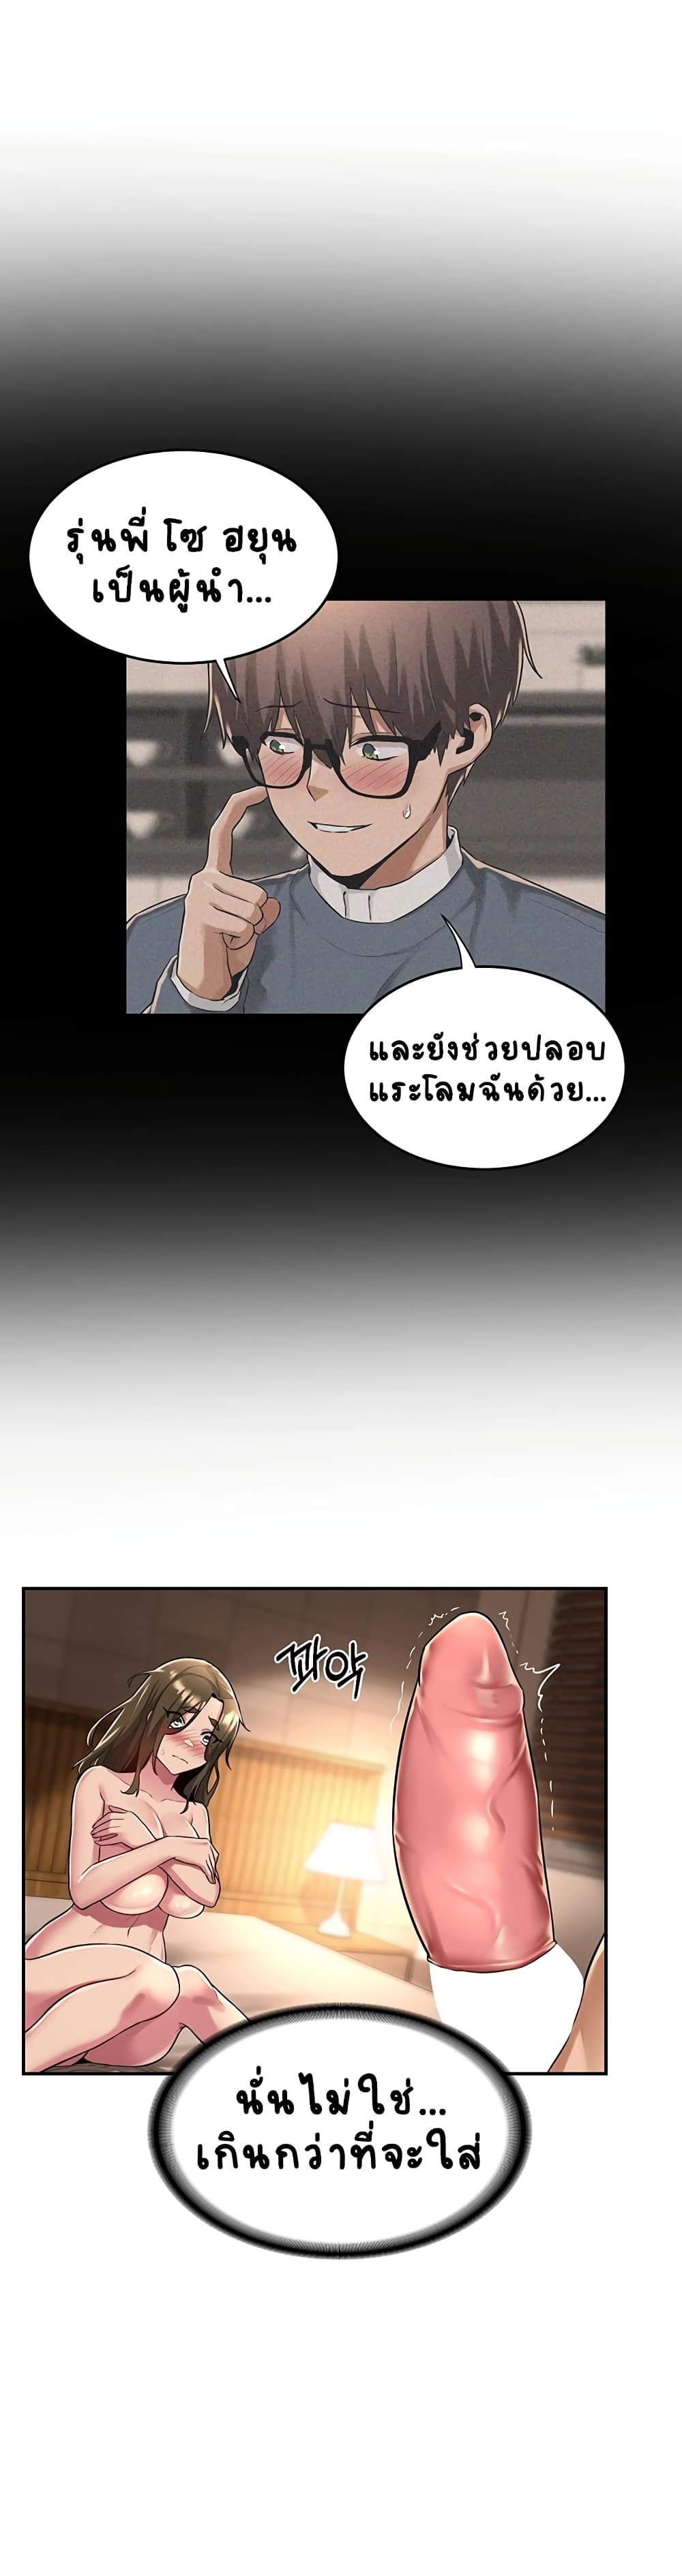 รุ่นพี่ โซ ฮยุน
เป็นผู้นำ...
และยังช่วยปลอบ
แระโลมฉันด้วย...
꽈악
นั่นไม่ใช่...
เกินกว่าที่จะใส่